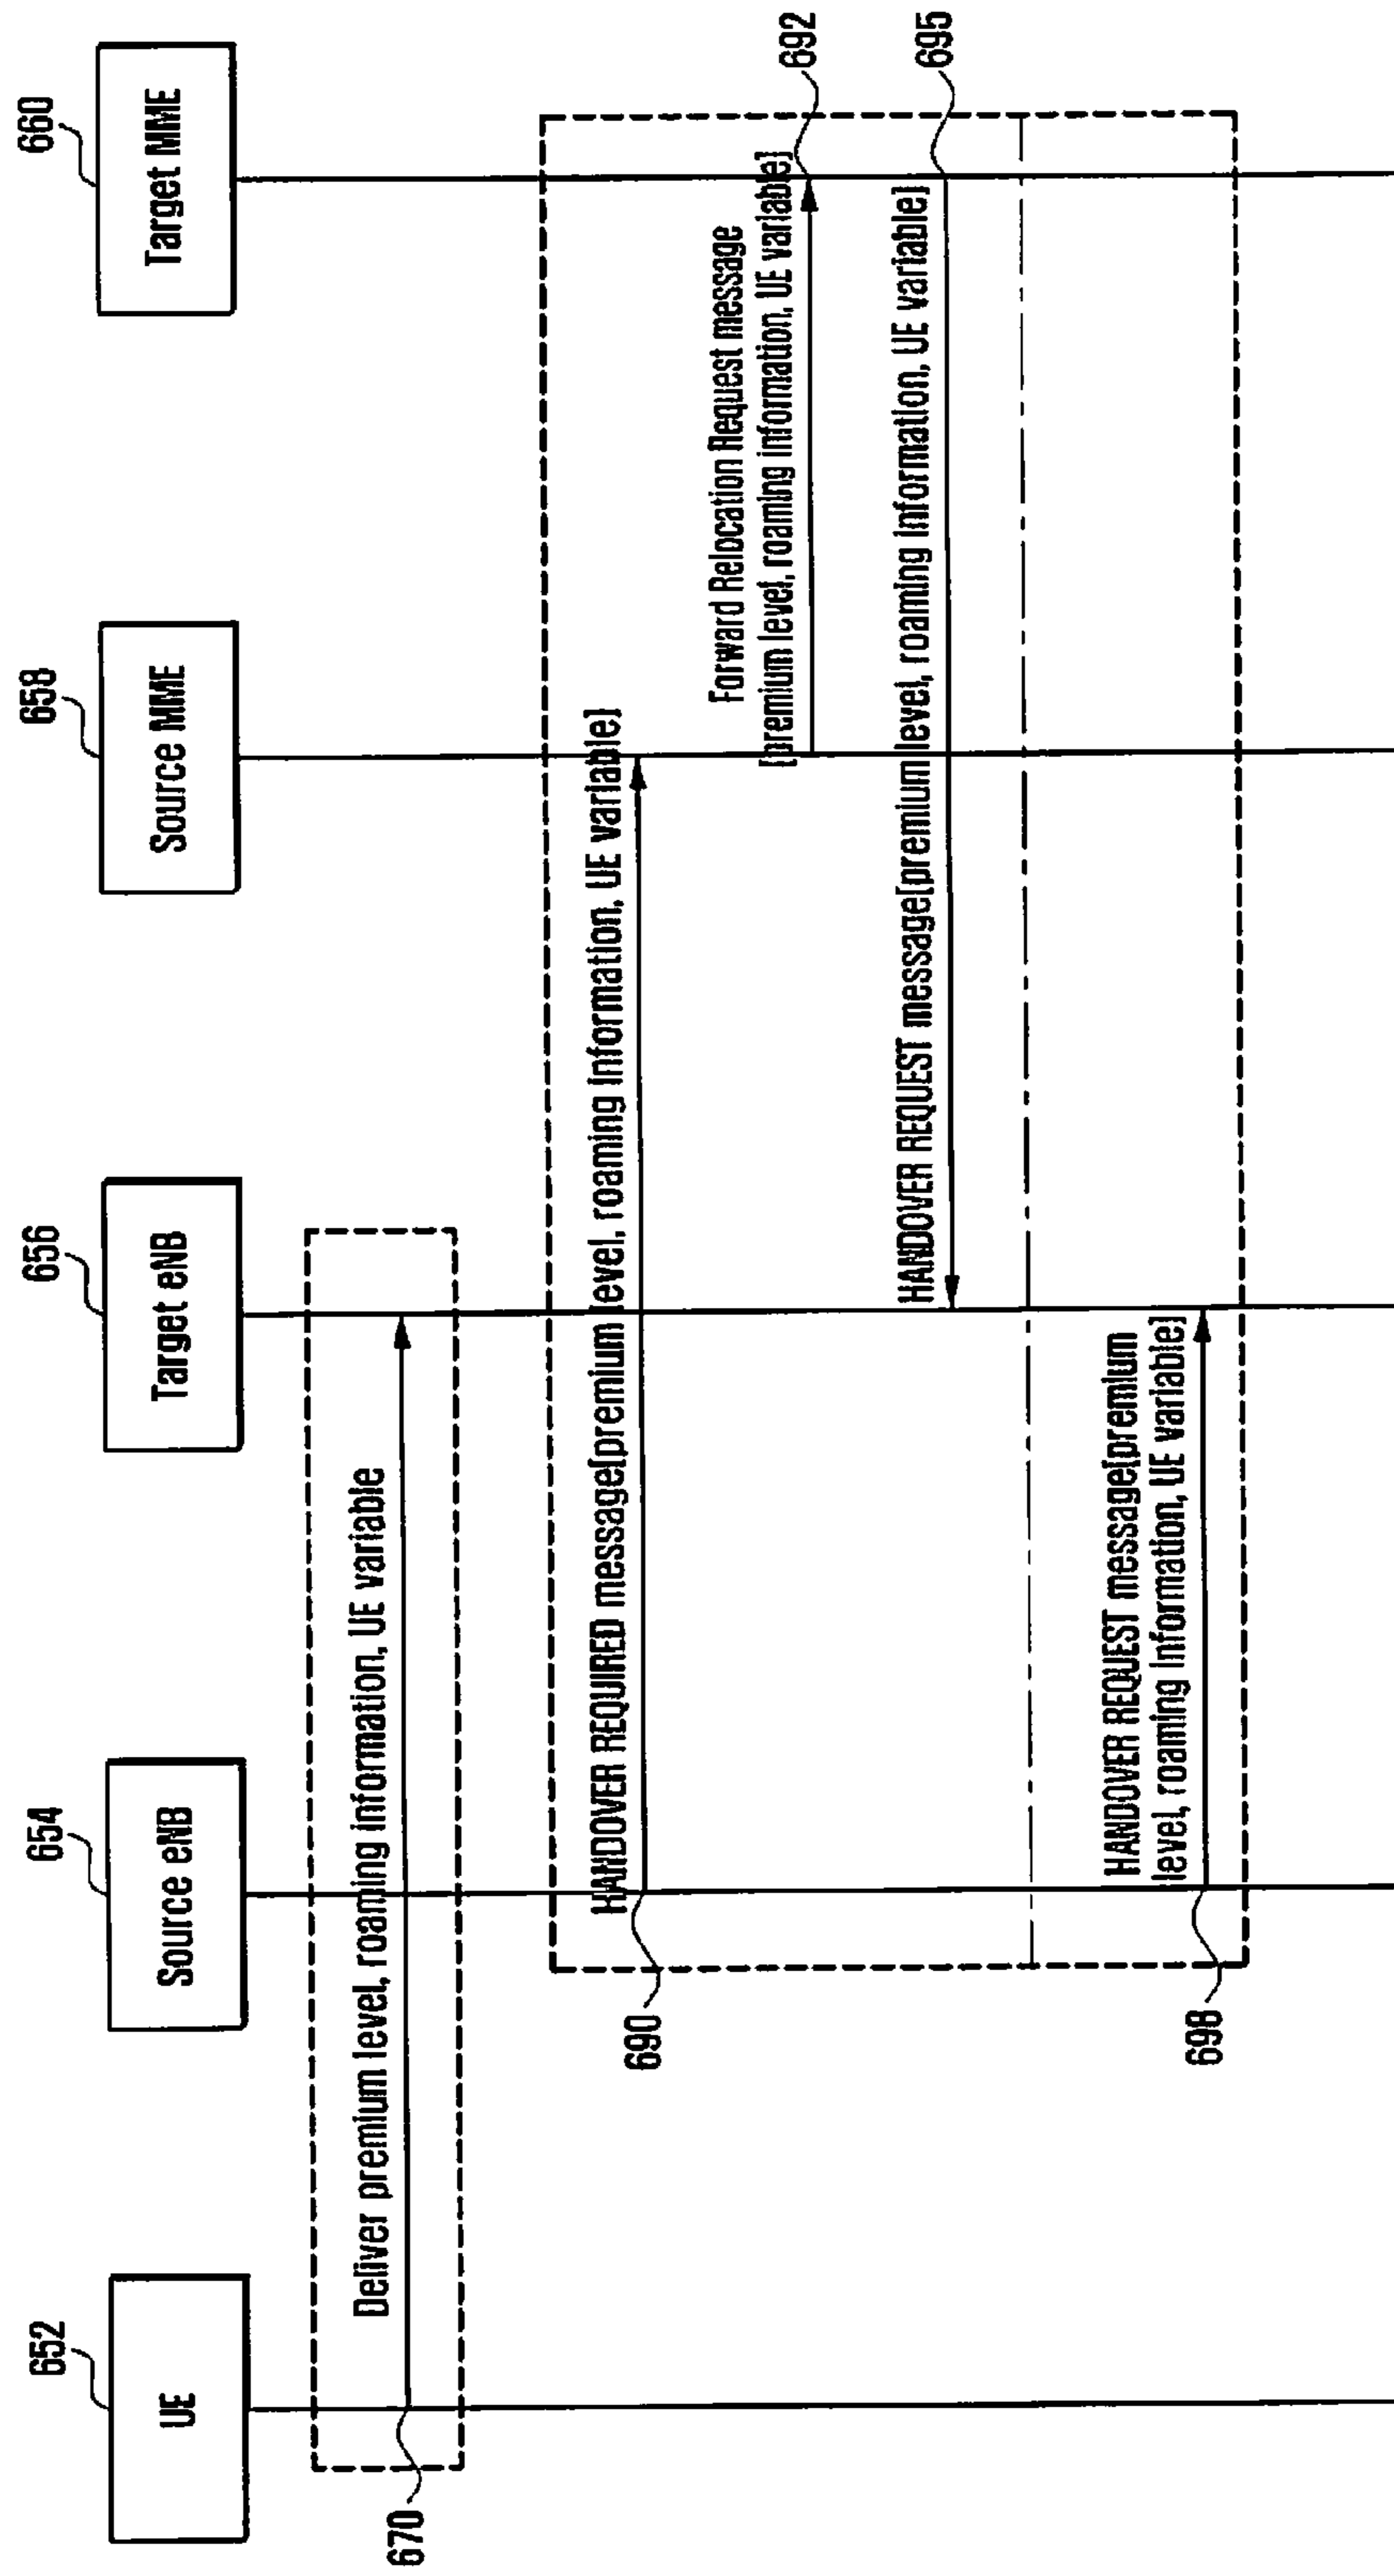 652
UE
654
Source eNB
656
Target eNB
658
Source MME
660
Target MME
670
Deliver premium level, roaming information, UE variable
690
HANDOVER REQUIRED message[premium level, roaming information, UE variable]
Forward Relocation Request message
[premium level, roaming information, UE variable]
692
HANDOVER REQUEST message[premium level, roaming information, UE variable]
695
HANDOVER REQUEST message[premium
level, roaming information, UE variable]
698